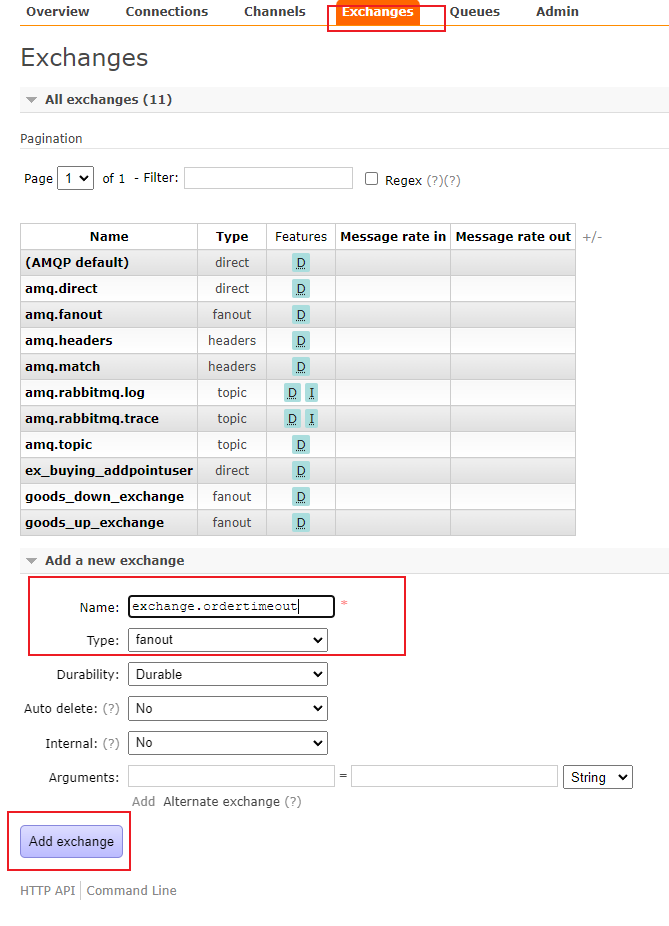 Overview Connections Channels Exchanges Queues Admin
Exchanges
All exchanges (11)
Pagination
Page 1 of 1 - Filter: Regex (?)(?)
Name Type Features Message rate in Message rate out +/-
(AMQP default) direct D
amq.direct direct D
amq.fanout fanout D
amq.headers headers D
amq.match headers D
amq.rabbitmq.log topic D I
amq.rabbitmq.trace topic D I
amq.topic topic D
ex_buying_addpointuser direct D
goods_down_exchange fanout D
goods_up_exchange fanout D
Add a new exchange
Name: exchange.ordertimeout *
Type: fanout
Durability: Durable
Auto delete: (?) No
Internal: (?) No
Arguments: = String
Add Alternate exchange (?)
Add exchange
HTTP API Command Line